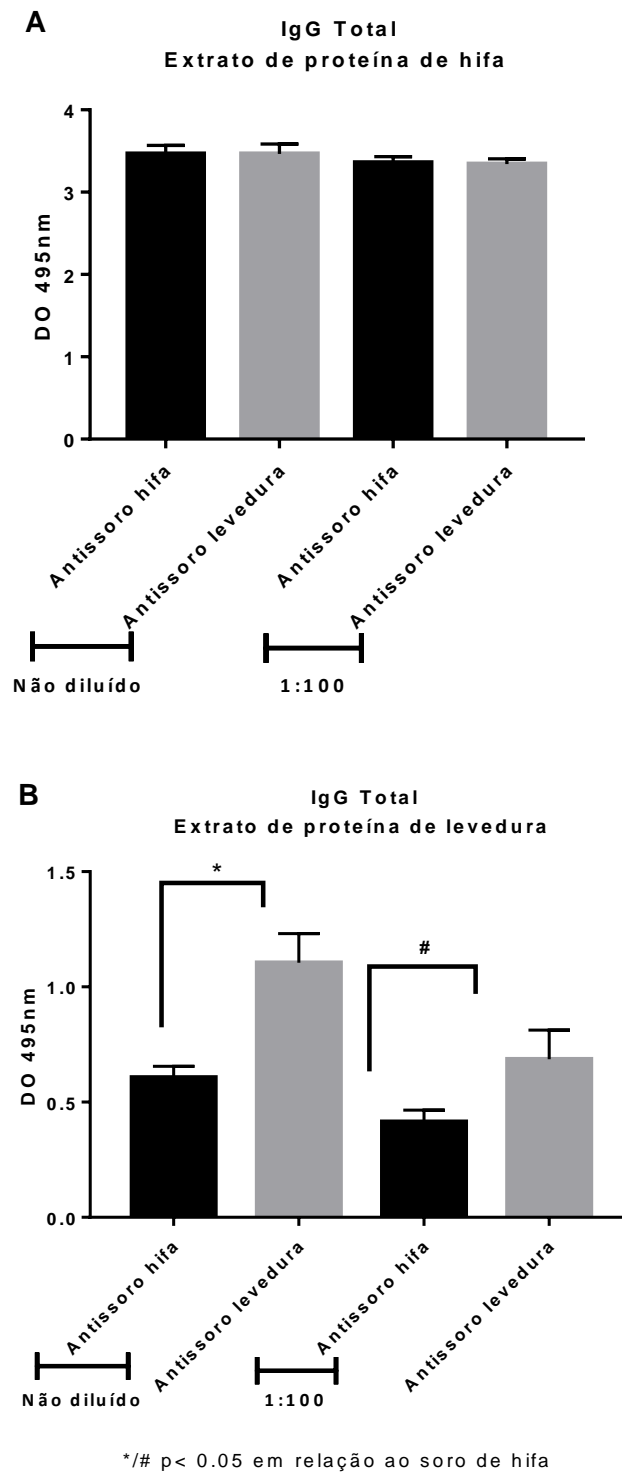 A
IgG Total
Extrato de proteína de hifa
4
3
2
1
0
DO 495nm
Antissoro hifa
Antissoro levedura
Antissoro hifa
Antissoro levedura
Não diluído
1:100
B
IgG Total
Extrato de proteína de levedura
1.5
1.0
0.5
0.0
DO 495nm
*
#
Antissoro hifa
Antissoro levedura
Antissoro hifa
Antissoro levedura
Não diluído
1:100
*/# p< 0.05 em relação ao soro de hifa